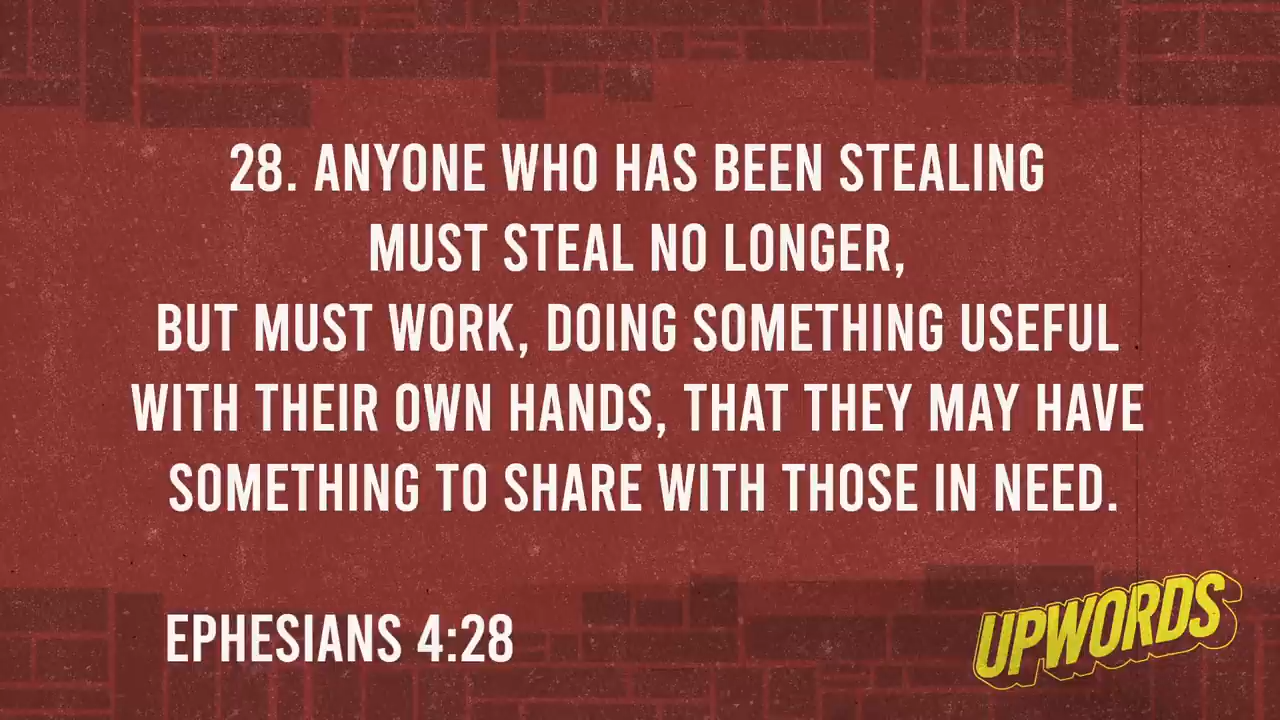 28. ANYONE WHO HAS BEEN STEALING
MUST STEAL NO LONGER,
BUT MUST WORK, DOING SOMETHING USEFUL
WITH THEIR OWN HANDS, THAT THEY MAY HAVE
SOMETHING TO SHARE WITH THOSE IN NEED.
EPHESIANS 4:28
UPWORDS